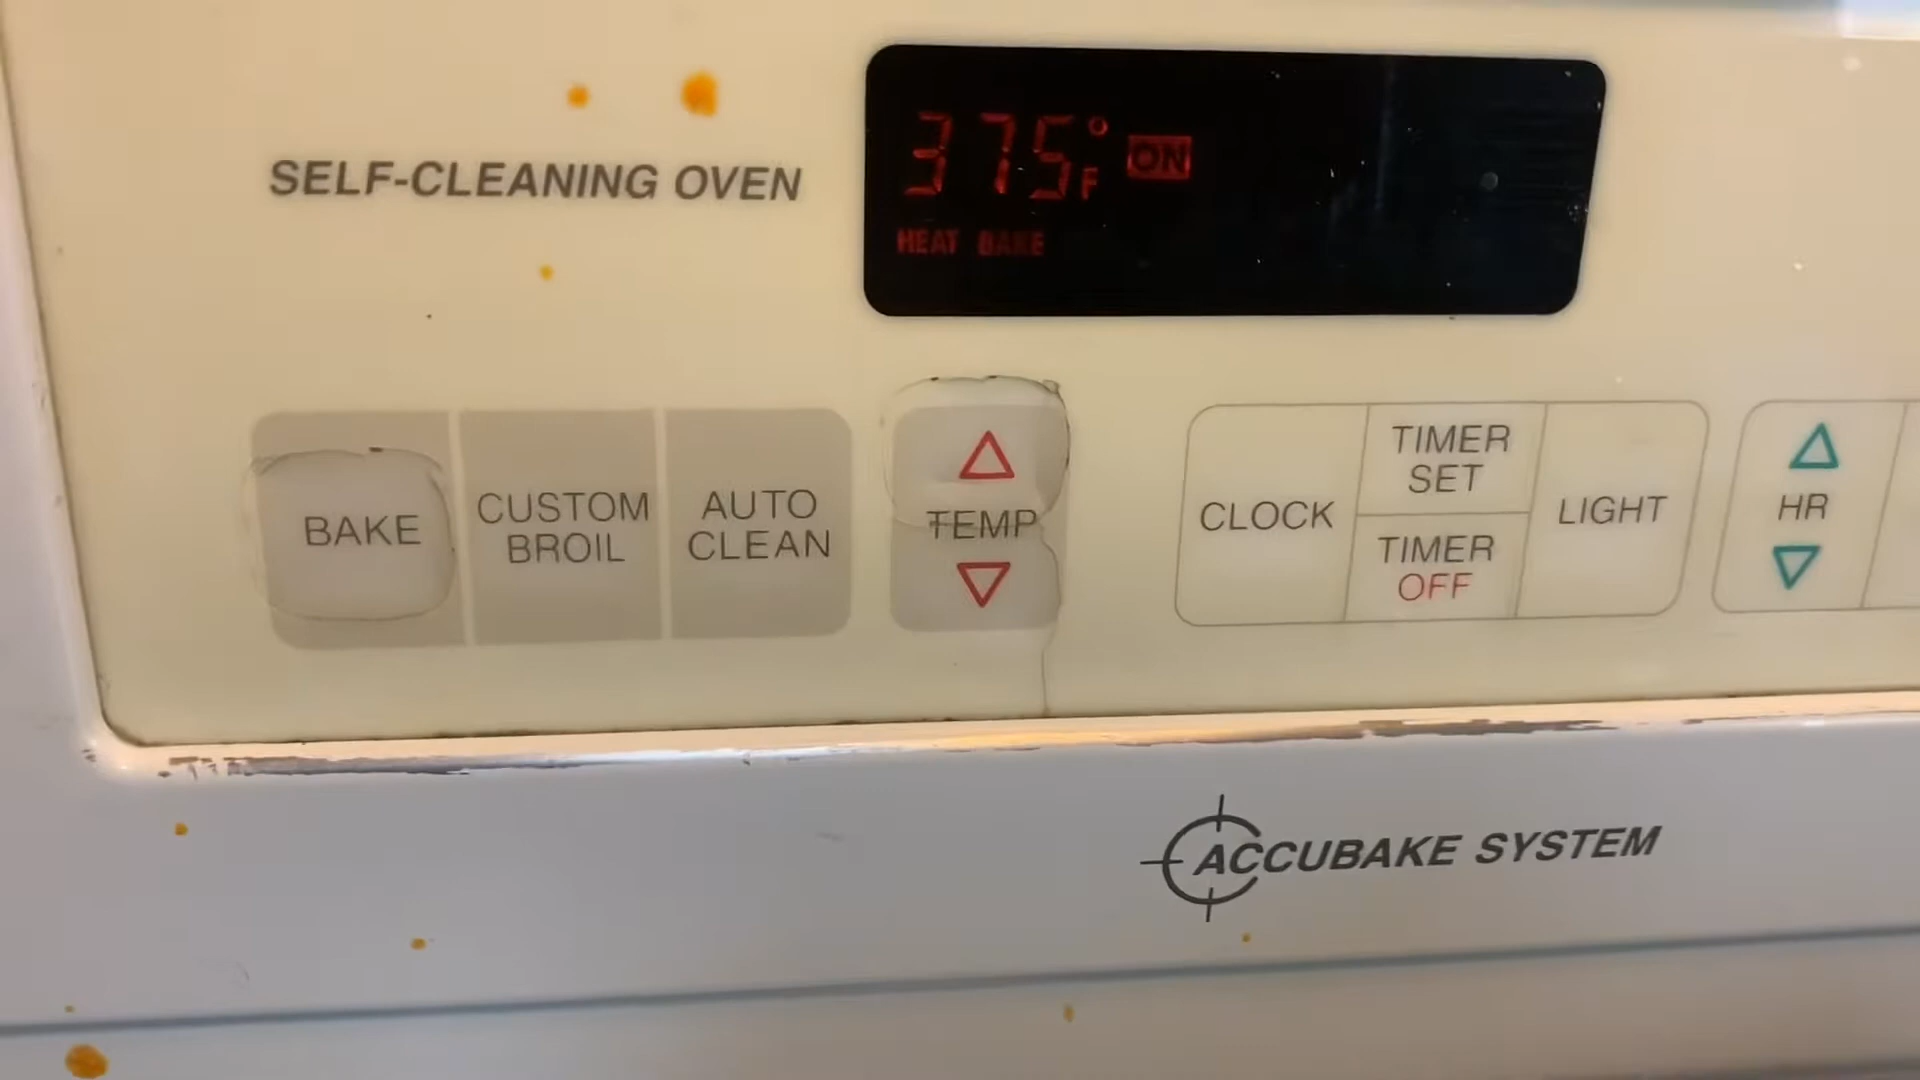 SELF-CLEANING OVEN
375°F ON
HEAT BAKE
BAKE
CUSTOM
BROIL
AUTO
CLEAN
TEMP
CLOCK
TIMER
SET
TIMER
OFF
LIGHT
HR
ACCUBAKE SYSTEM